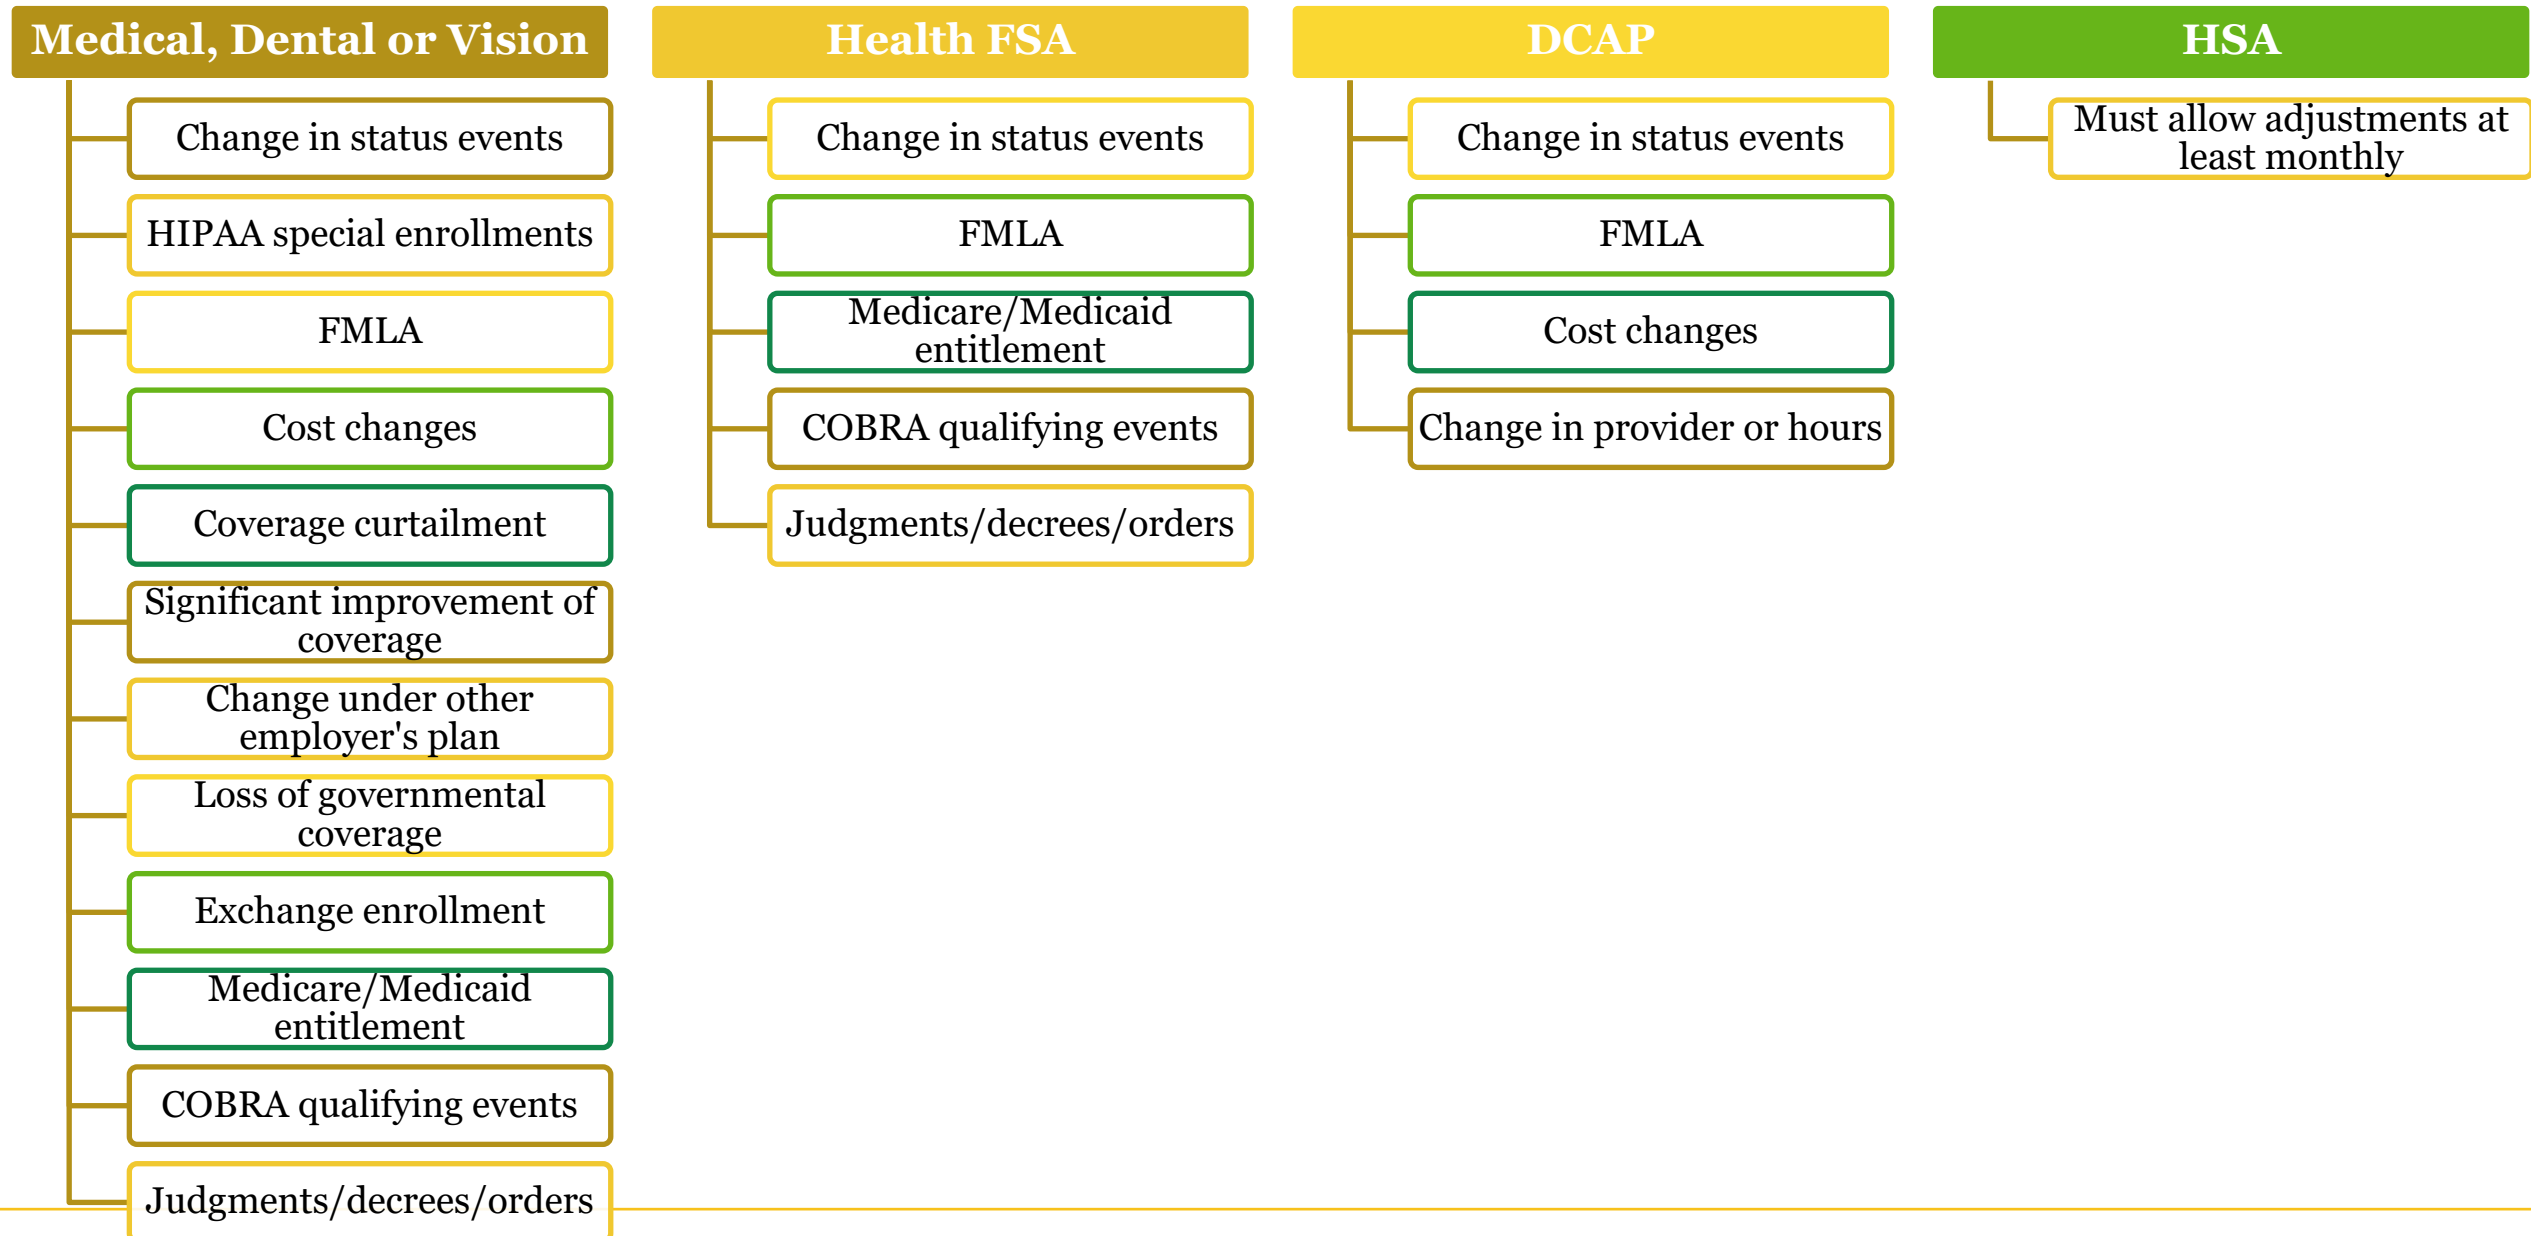 Medical, Dental or Vision
Change in status events
HIPAA special enrollments
FMLA
Cost changes
Coverage curtailment
Significant improvement of
coverage
Change under other
employer's plan
Loss of governmental
coverage
Exchange enrollment
Medicare/Medicaid
entitlement
COBRA qualifying events
Judgments/decrees/orders
Health FSA
Change in status events
FMLA
Medicare/Medicaid
entitlement
COBRA qualifying events
Judgments/decrees/orders
DCAP
Change in status events
FMLA
Cost changes
Change in provider or hours
HSA
Must allow adjustments at
least monthly